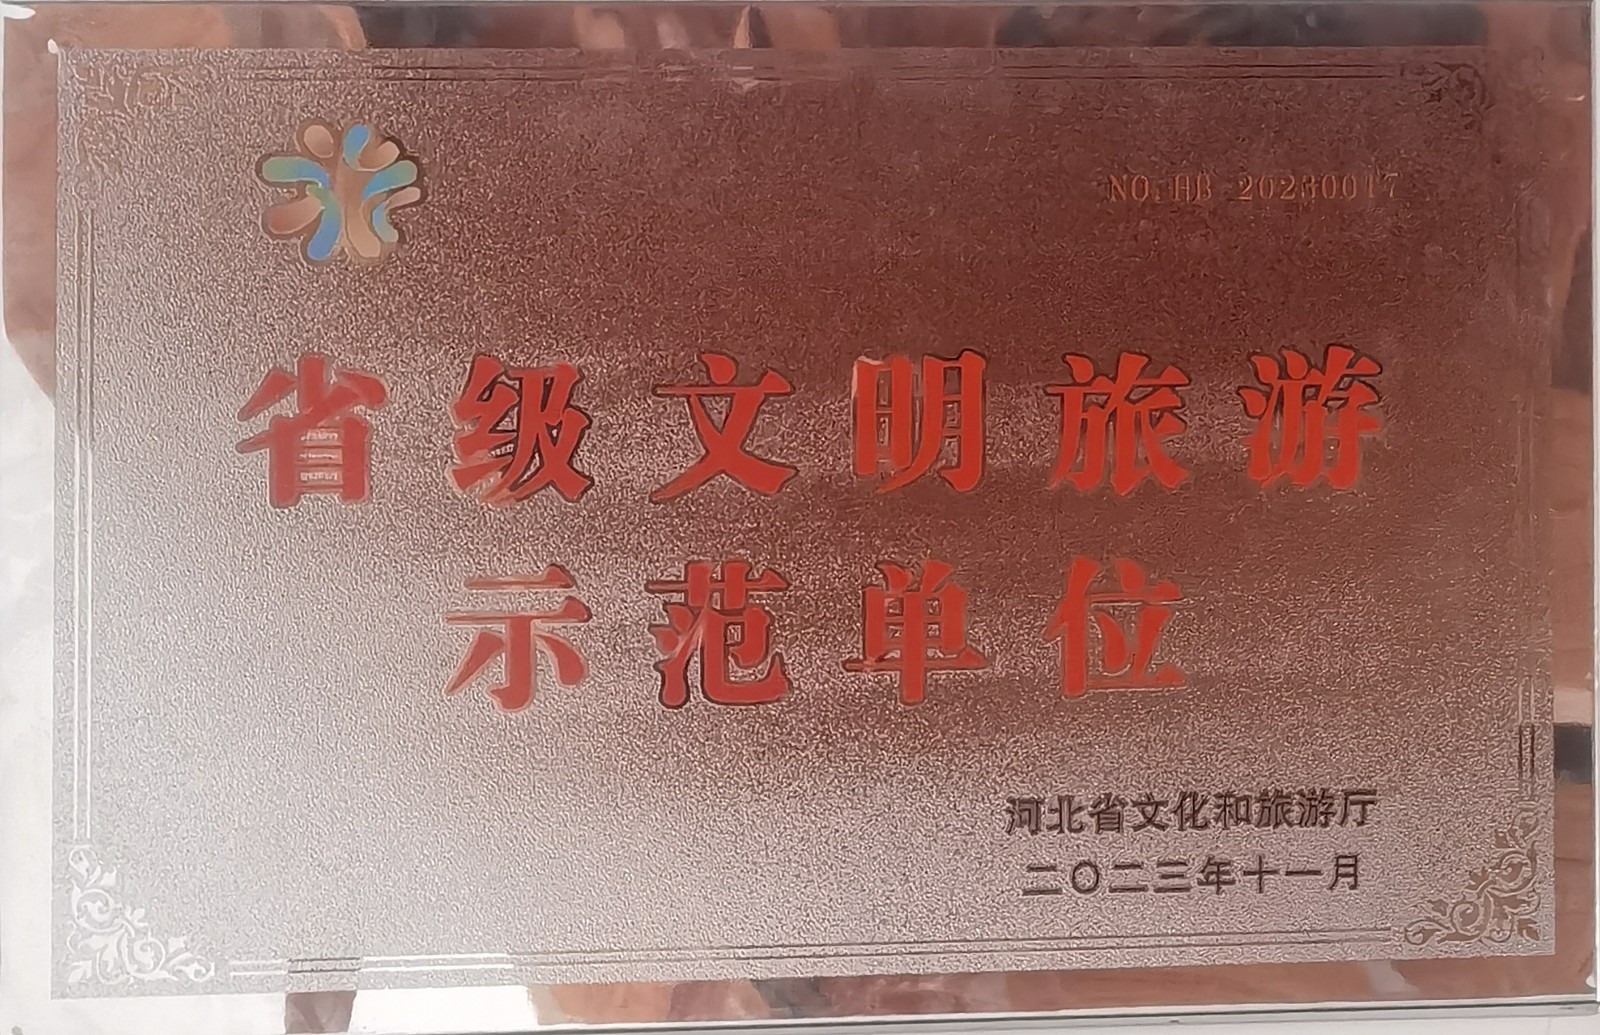 NO.HB 20230017
省级文明旅游
示范单位
河北省文化和旅游厅
二〇二三年十一月